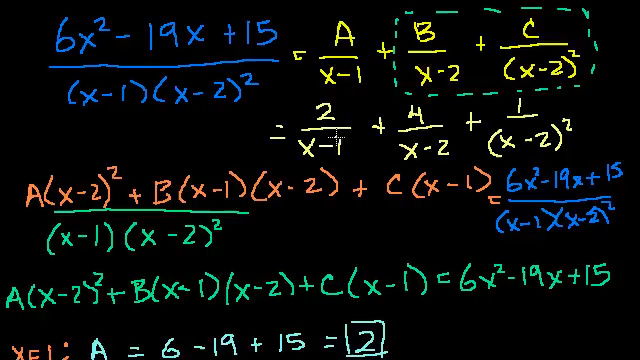 6x² - 19x + 15 / (x-1)(x-2)² = A/(x-1) + B/(x-2) + C/(x-2)²
= 2/(x-1) + 4/(x-2) + 1/(x-2)²
A(x-2)² + B(x-1)(x-2) + C(x-1) / (x-1)(x-2)² = 6x²-19x+15 / (x-1)(x-2)²
A(x-2)² + B(x-1)(x-2) + C(x-1) = 6x²-19x+15
x=1: A = 6 - 19 + 15 = 2